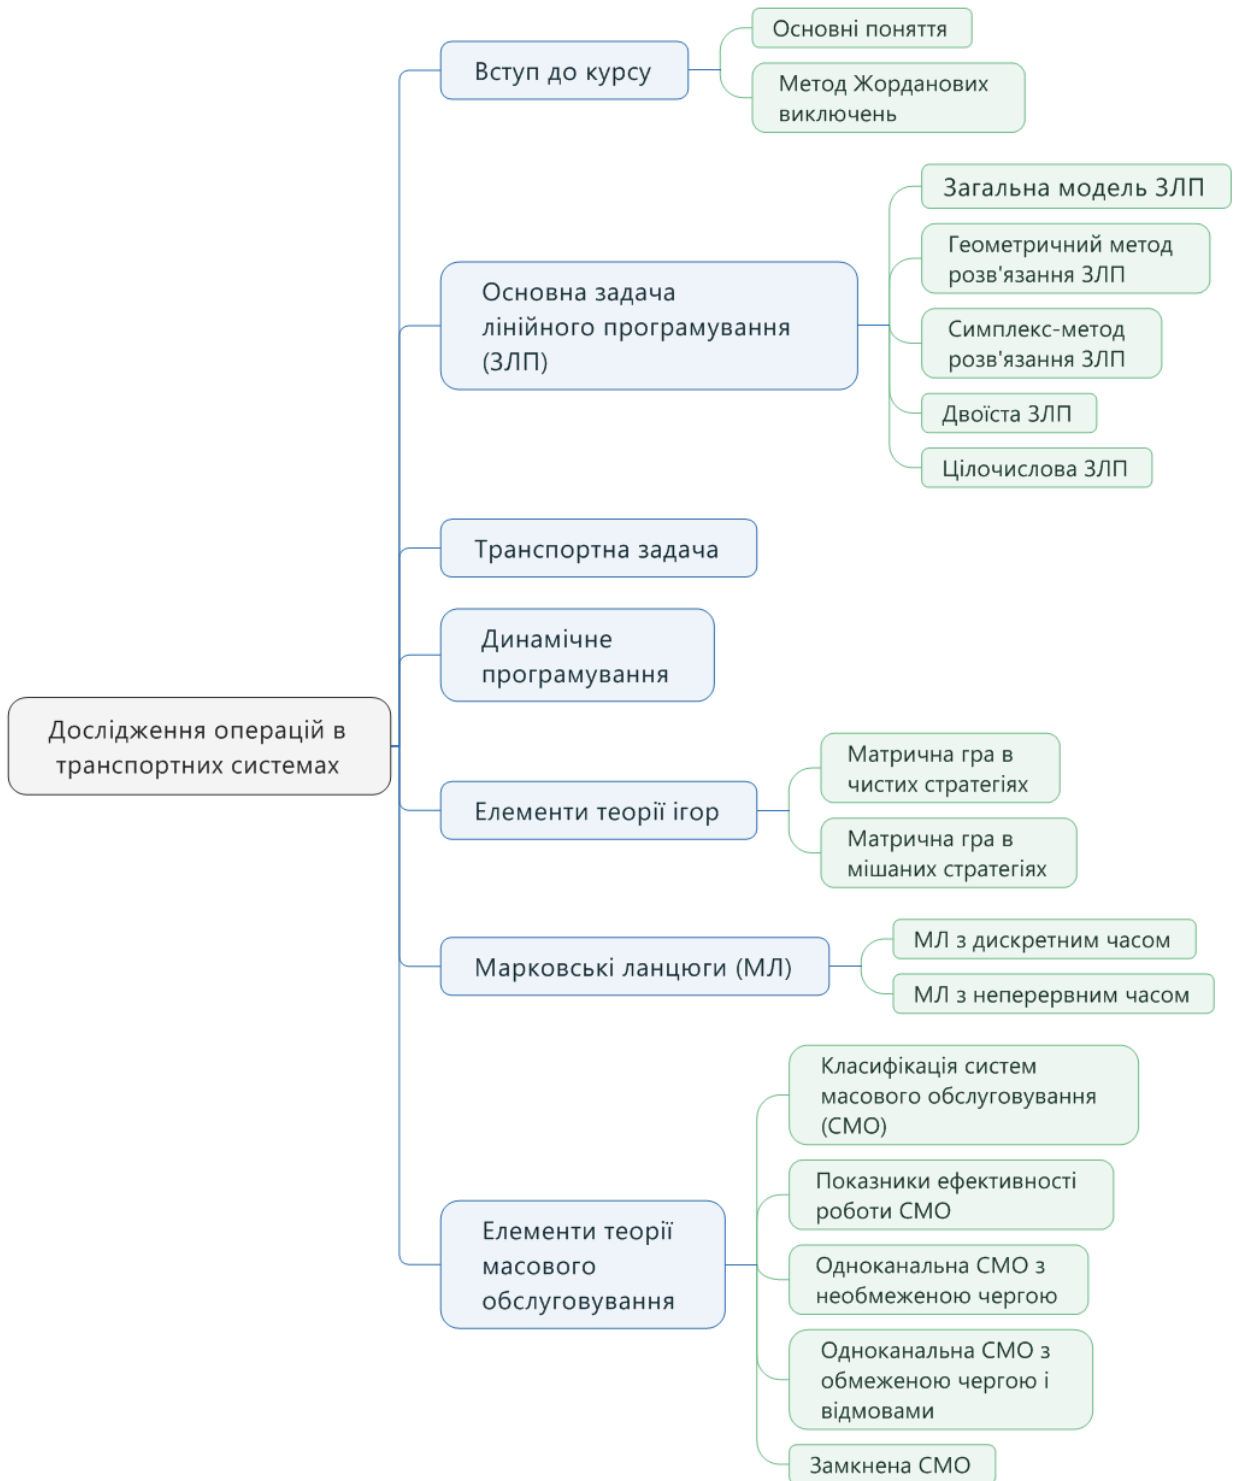 Дослідження операцій в
транспортних системах
Вступ до курсу
Основні поняття
Метод Жорданових
виключень
Основна задача
лінійного програмування
(ЗЛП)
Загальна модель ЗЛП
Геометричний метод
розв'язання ЗЛП
Симплекс-метод
розв'язання ЗЛП
Двоїста ЗЛП
Цілочислова ЗЛП
Транспортна задача
Динамічне
програмування
Елементи теорії ігор
Матрична гра в
чистих стратегіях
Матрична гра в
мішаних стратегіях
Марковські ланцюги (МЛ)
МЛ з дискретним часом
МЛ з неперервним часом
Елементи теорії
масового
обслуговування
Класифікація систем
масового обслуговування
(СМО)
Показники ефективності
роботи СМО
Одноканальна СМО з
необмеженою чергою
Одноканальна СМО з
обмеженою чергою і
відмовами
Замкнена СМО